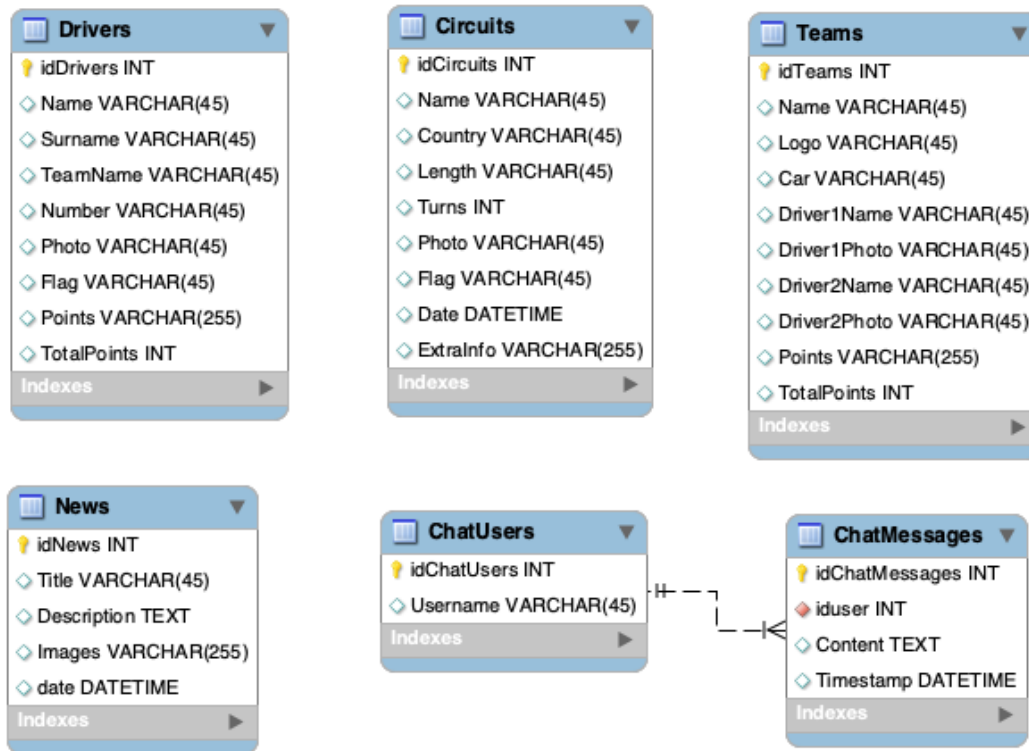 Drivers
idDrivers INT
Name VARCHAR(45)
Surname VARCHAR(45)
TeamName VARCHAR(45)
Number VARCHAR(45)
Photo VARCHAR(45)
Flag VARCHAR(45)
Points VARCHAR(255)
TotalPoints INT
Indexes
Circuits
idCircuits INT
Name VARCHAR(45)
Country VARCHAR(45)
Length VARCHAR(45)
Turns INT
Photo VARCHAR(45)
Flag VARCHAR(45)
Date DATETIME
ExtraInfo VARCHAR(255)
Indexes
Teams
idTeams INT
Name VARCHAR(45)
Logo VARCHAR(45)
Car VARCHAR(45)
Driver1Name VARCHAR(45)
Driver1Photo VARCHAR(45)
Driver2Name VARCHAR(45)
Driver2Photo VARCHAR(45)
Points VARCHAR(255)
TotalPoints INT
Indexes
News
idNews INT
Title VARCHAR(45)
Description TEXT
Images VARCHAR(255)
date DATETIME
Indexes
ChatUsers
idChatUsers INT
Username VARCHAR(45)
Indexes
ChatMessages
idChatMessages INT
iduser INT
Content TEXT
Timestamp DATETIME
Indexes